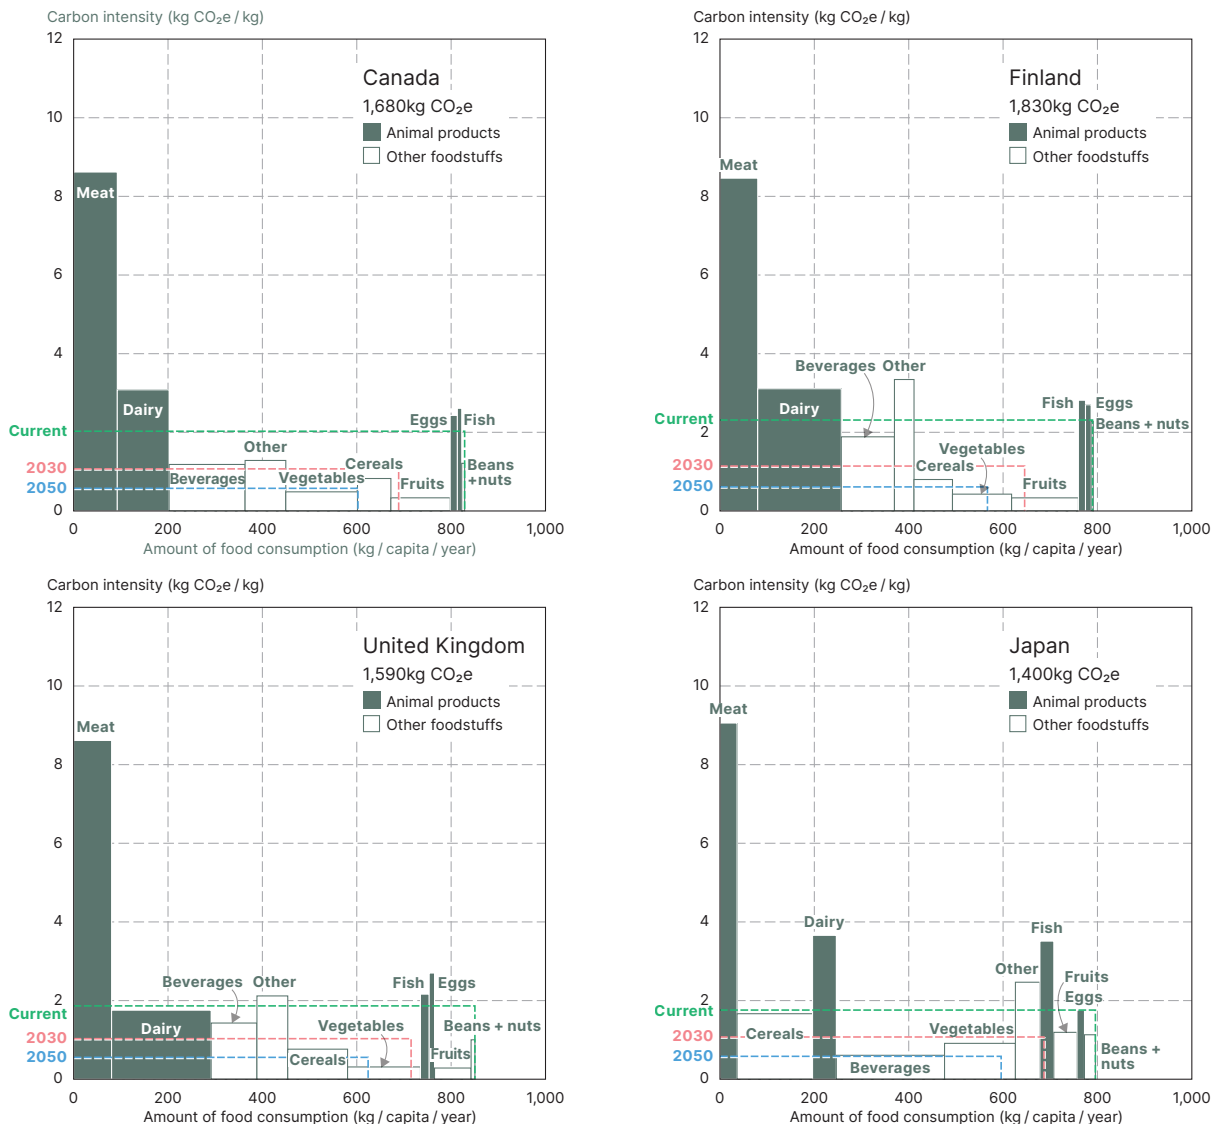 Carbon intensity (kg CO₂e / kg)
12
10
8
6
4
2
0
Canada
1,680kg CO₂e
Animal products
Other foodstuffs
Meat
Dairy
Current
2030
2050
Beverages
Other
Vegetables
Cereals
Fruits
Eggs
Fish
Beans
+nuts
0 200 400 600 800 1,000
Amount of food consumption (kg / capita / year)
Carbon intensity (kg CO₂e / kg)
12
10
8
6
4
2
0
Finland
1,830kg CO₂e
Animal products
Other foodstuffs
Meat
Dairy
Current
2030
2050
Beverages
Other
Vegetables
Cereals
Fruits
Fish
Eggs
Beans + nuts
0 200 400 600 800 1,000
Amount of food consumption (kg / capita / year)
Carbon intensity (kg CO₂e / kg)
12
10
8
6
4
2
0
United Kingdom
1,590kg CO₂e
Animal products
Other foodstuffs
Meat
Dairy
Current
2030
2050
Beverages
Other
Cereals
Vegetables
Fish
Eggs
Fruits
Beans + nuts
0 200 400 600 800 1,000
Amount of food consumption (kg / capita / year)
Carbon intensity (kg CO₂e / kg)
12
10
8
6
4
2
0
Japan
1,400kg CO₂e
Animal products
Other foodstuffs
Meat
Current
2030
2050
Cereals
Dairy
Beverages
Vegetables
Other
Fish
Fruits
Eggs
Beans +
nuts
0 200 400 600 800 1,000
Amount of food consumption (kg / capita / year)